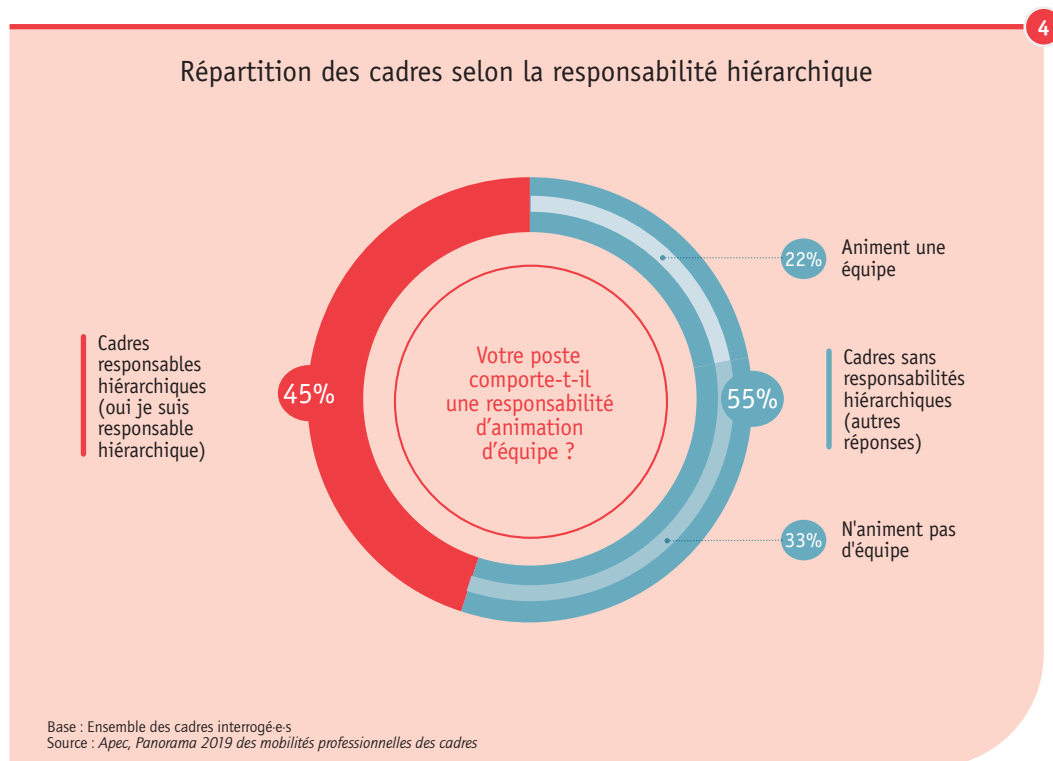 4
Répartition des cadres selon la responsabilité hiérarchique
22%
Animent une
équipe
Cadres
responsables
hiérarchiques
(oui je suis
responsable
hiérarchique)
45%
Votre poste
comporte-t-il
une responsabilité
d’animation
d’équipe ?
55%
Cadres sans
responsabilités
hiérarchiques
(autres
réponses)
33%
N'animent pas
d'équipe
Base : Ensemble des cadres interrogé·e·s
Source : Apec, Panorama 2019 des mobilités professionnelles des cadres